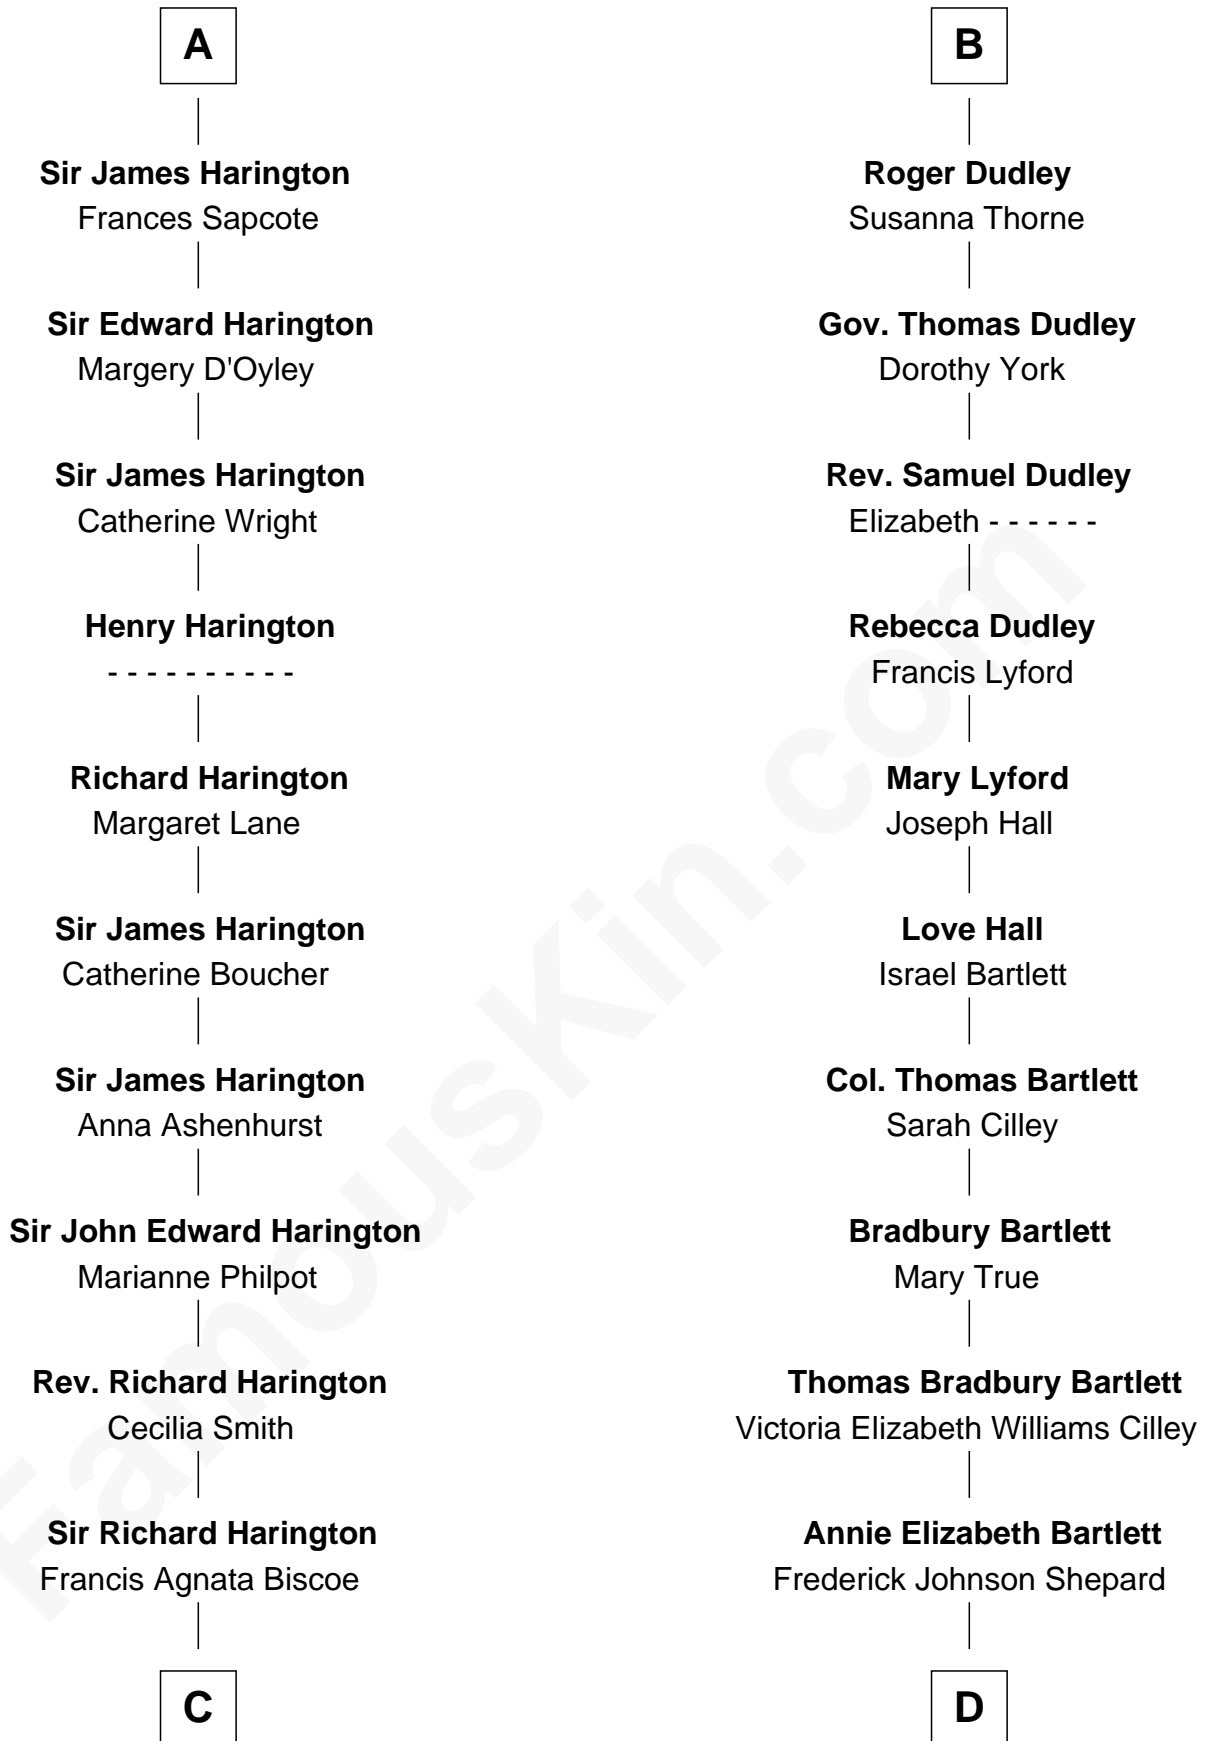 A
Sir James Harington
Frances Sapcote
Sir Edward Harington
Margery D'Oyley
Sir James Harington
Catherine Wright
Henry Harington
- - - - - - - - - -
Richard Harington
Margaret Lane
Sir James Harington
Catherine Boucher
Sir James Harington
Anna Ashenhurst
Sir John Edward Harington
Marianne Philpot
Rev. Richard Harington
Cecilia Smith
Sir Richard Harington
Francis Agnata Biscoe
C
B
Roger Dudley
Susanna Thorne
Gov. Thomas Dudley
Dorothy York
Rev. Samuel Dudley
Elizabeth - - - - - -
Rebecca Dudley
Francis Lyford
Mary Lyford
Joseph Hall
Love Hall
Israel Bartlett
Col. Thomas Bartlett
Sarah Cilley
Bradbury Bartlett
Mary True
Thomas Bradbury Bartlett
Victoria Elizabeth Williams Cilley
Annie Elizabeth Bartlett
Frederick Johnson Shepard
D
FamousKin.com